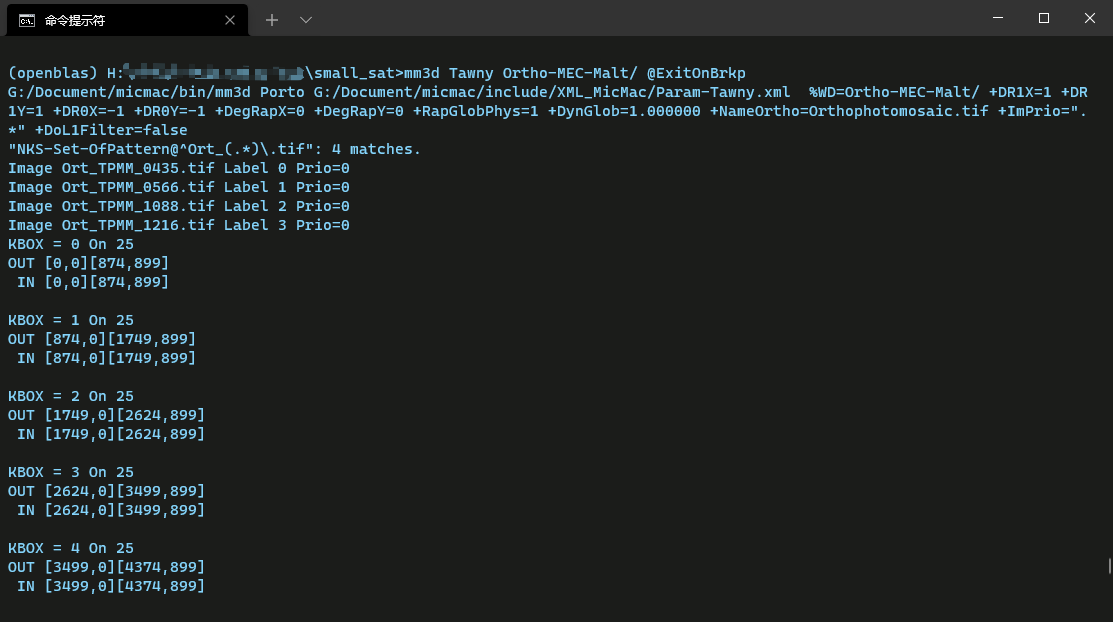 命令提示符
(openblas) H:\small_sat>mm3d Tawny Ortho-MEC-Malt/ @ExitOnBrkp
G:/Document/micmac/bin/mm3d Porto G:/Document/micmac/include/XML_MicMac/Param-Tawny.xml  %WD=Ortho-MEC-Malt/ +DR1X=1 +DR
1Y=1 +DR0X=-1 +DR0Y=-1 +DegRapX=0 +DegRapY=0 +RapGlobPhys=1 +DynGlob=1.000000 +NameOrtho=Orthophotomosaic.tif +ImPrio=".
*" +DoL1Filter=false
"NKS-Set-OfPattern@^Ort_(.*)\.tif": 4 matches.
Image Ort_TPMM_0435.tif Label 0 Prio=0
Image Ort_TPMM_0566.tif Label 1 Prio=0
Image Ort_TPMM_1088.tif Label 2 Prio=0
Image Ort_TPMM_1216.tif Label 3 Prio=0
KBOX = 0 On 25
OUT [0,0][874,899]
 IN [0,0][874,899]
KBOX = 1 On 25
OUT [874,0][1749,899]
 IN [874,0][1749,899]
KBOX = 2 On 25
OUT [1749,0][2624,899]
 IN [1749,0][2624,899]
KBOX = 3 On 25
OUT [2624,0][3499,899]
 IN [2624,0][3499,899]
KBOX = 4 On 25
OUT [3499,0][4374,899]
 IN [3499,0][4374,899]